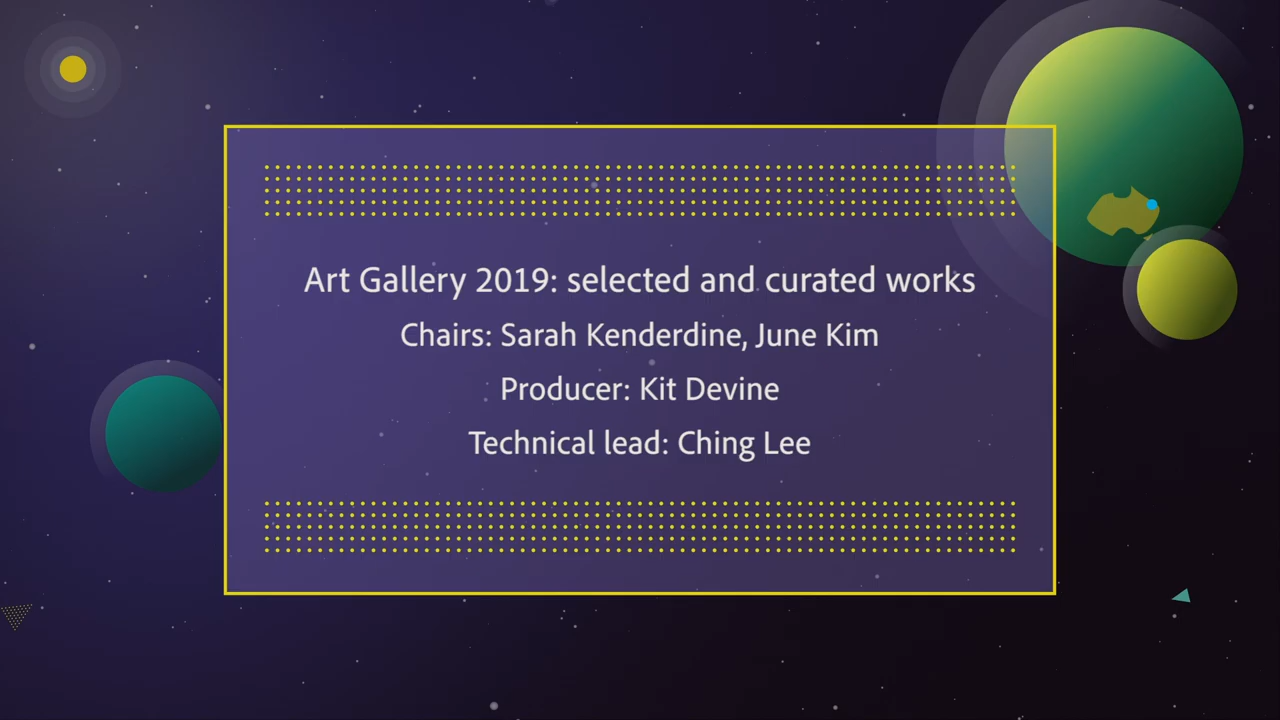 Art Gallery 2019: selected and curated works
Chairs: Sarah Kenderdine, June Kim
Producer: Kit Devine
Technical lead: Ching Lee